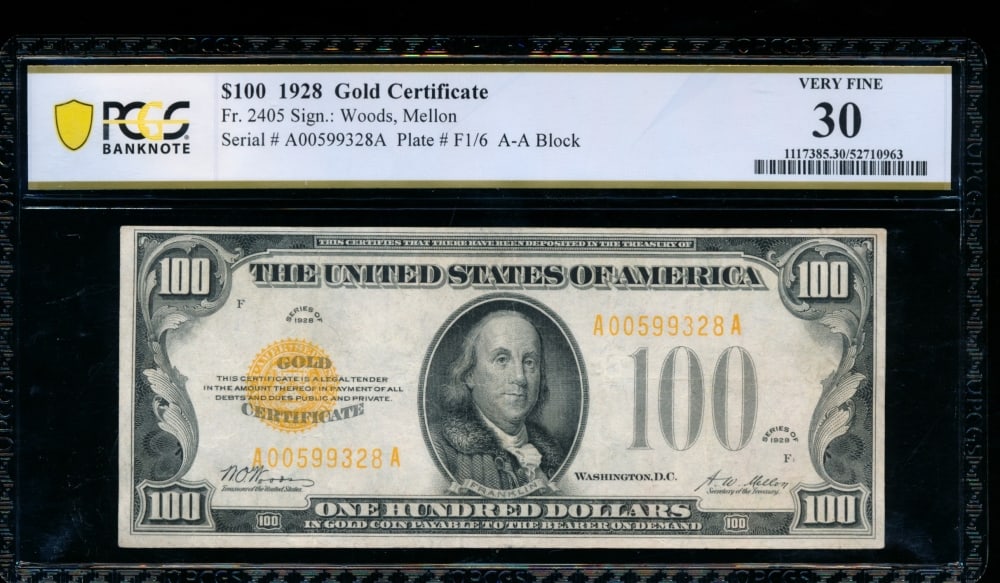 PCGS
BANKNOTE
$100 1928 Gold Certificate
Fr. 2405 Sign.: Woods, Mellon
Serial # A00599328A Plate # F1/6 A-A Block
VERY FINE
30
1117385.30/52710963
THIS CERTIFIES THAT THERE HAVE BEEN DEPOSITED IN THE TREASURY OF
100
THE UNITED STATES OF AMERICA
100
F
SERIES OF
1928
A00599328A
GOLD
THIS CERTIFICATE IS A LEGAL TENDER
IN THE AMOUNT THEREOF IN PAYMENT OF ALL
DEBTS AND DUES PUBLIC AND PRIVATE.
CERTIFICATE
100
SERIES OF
1928
F
A00599328A
WASHINGTON, D.C.
WOWoods
Treasurer of the United States.
FRANKLIN
A. W. Mellon
Secretary of the Treasury.
100
ONE HUNDRED DOLLARS
100
100
IN GOLD COIN PAYABLE TO THE BEARER ON DEMAND
100